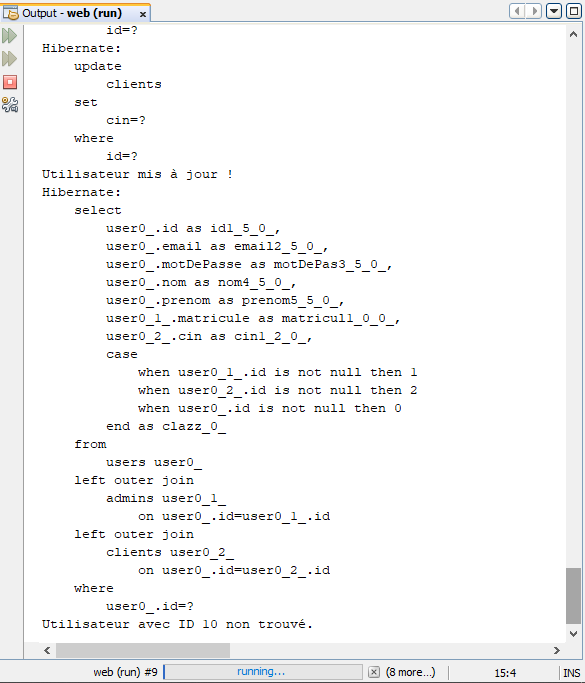 Output - web (run) ×
id=?
Hibernate:
update
clients
set
cin=?
where
id=?
Utilisateur mis à jour !
Hibernate:
select
user0_.id as id1_5_0_,
user0_.email as email2_5_0_,
user0_.motDePasse as motDePas3_5_0_,
user0_.nom as nom4_5_0_,
user0_.prenom as prenom5_5_0_,
user0_1_.matricule as matricul1_0_0_,
user0_2_.cin as cin1_2_0_,
case
when user0_1_.id is not null then 1
when user0_2_.id is not null then 2
when user0_.id is not null then 0
end as clazz_0_
from
users user0_
left outer join
admins user0_1_
on user0_.id=user0_1_.id
left outer join
clients user0_2_
on user0_.id=user0_2_.id
where
user0_.id=?
Utilisateur avec ID 10 non trouvé.
web (run) #9 running... (8 more...) 15:4 INS